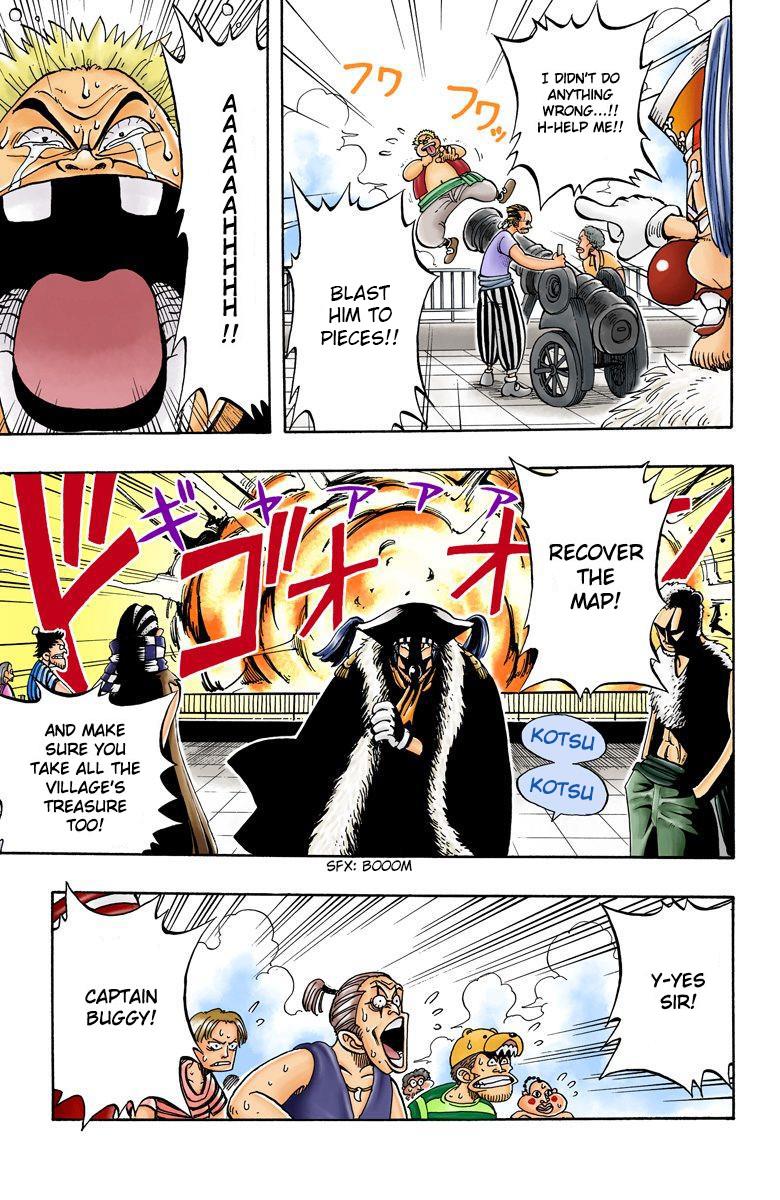 I DIDN'T DO
ANYTHING
WRONG...!!
H-HELP ME!!
フワ
フワッ
BLAST
HIM TO
PIECES!!
AAAAAAHHHHH!!
RECOVER
THE
MAP!
ドゴオオン
ギャアアアア
KOTSU
KOTSU
AND MAKE
SURE YOU
TAKE ALL THE
VILLAGE'S
TREASURE
TOO!
SFX: BOOOM
Y-YES
SIR!
CAPTAIN
BUGGY!